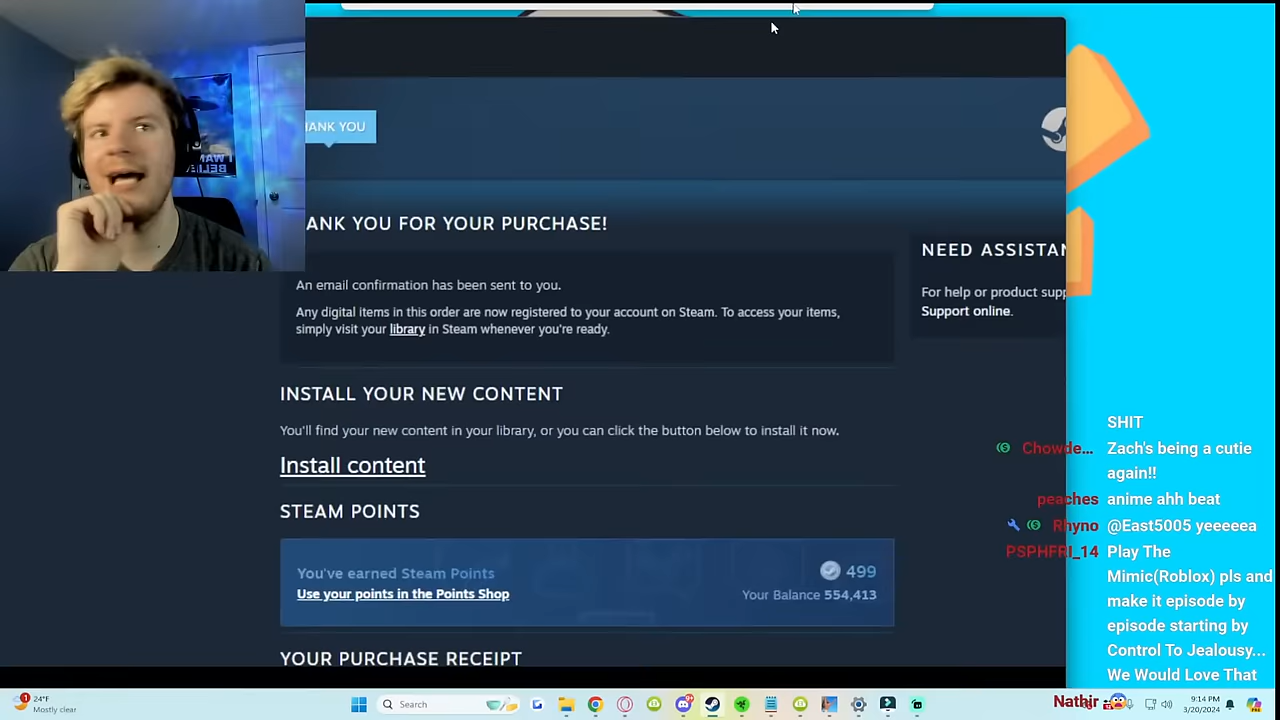 I WANT
BELIEVE
HANK YOU
ANK YOU FOR YOUR PURCHASE!
An email confirmation has been sent to you.
Any digital items in this order are now registered to your account on Steam. To access your items,
simply visit your library in Steam whenever you're ready.
NEED ASSISTAN
For help or product supp
Support online.
INSTALL YOUR NEW CONTENT
You'll find your new content in your library, or you can click the button below to install it now.
Install content
STEAM POINTS
You've earned Steam Points
499
Use your points in the Points Shop
Your Balance 554,413
YOUR PURCHASE RECEIPT
SHIT
Chowde... Zach's being a cutie
again!!
peaches anime ahh beat
Rhyno @East5005 yeeeeea
PSPHFRI_14 Play The
Mimic(Roblox) pls and
make it episode by
episode starting by
Control To Jealousy...
We Would Love That
Nathir
1
24°F
Mostly clear
Search
9+
9:14 PM
3/20/2024